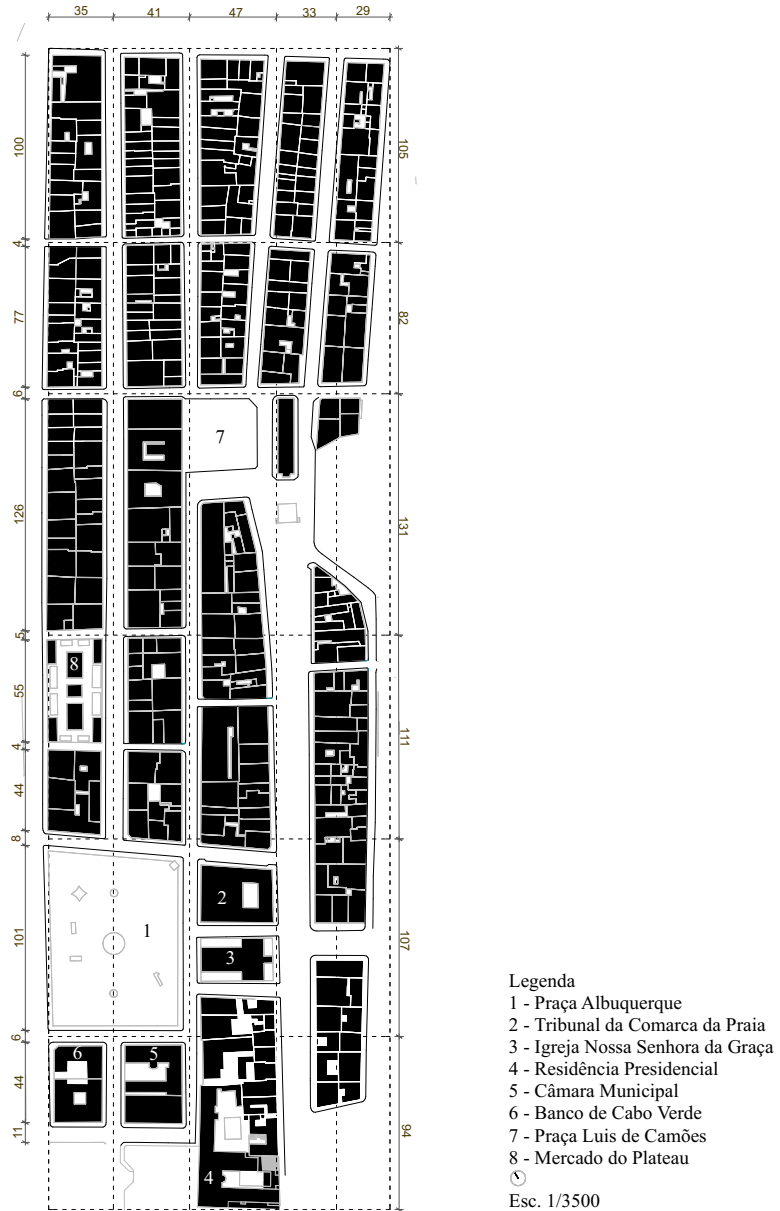 35 41 47 33 29
100
4
77
6
126
5
55
4
44
8
101
6
44
11
105
82
131
111
107
94
7
8
1
2
3
6
5
4
Legenda
1 - Praça Albuquerque
2 - Tribunal da Comarca da Praia
3 - Igreja Nossa Senhora da Graça
4 - Residência Presidencial
5 - Câmara Municipal
6 - Banco de Cabo Verde
7 - Praça Luis de Camões
8 - Mercado do Plateau
Esc. 1/3500